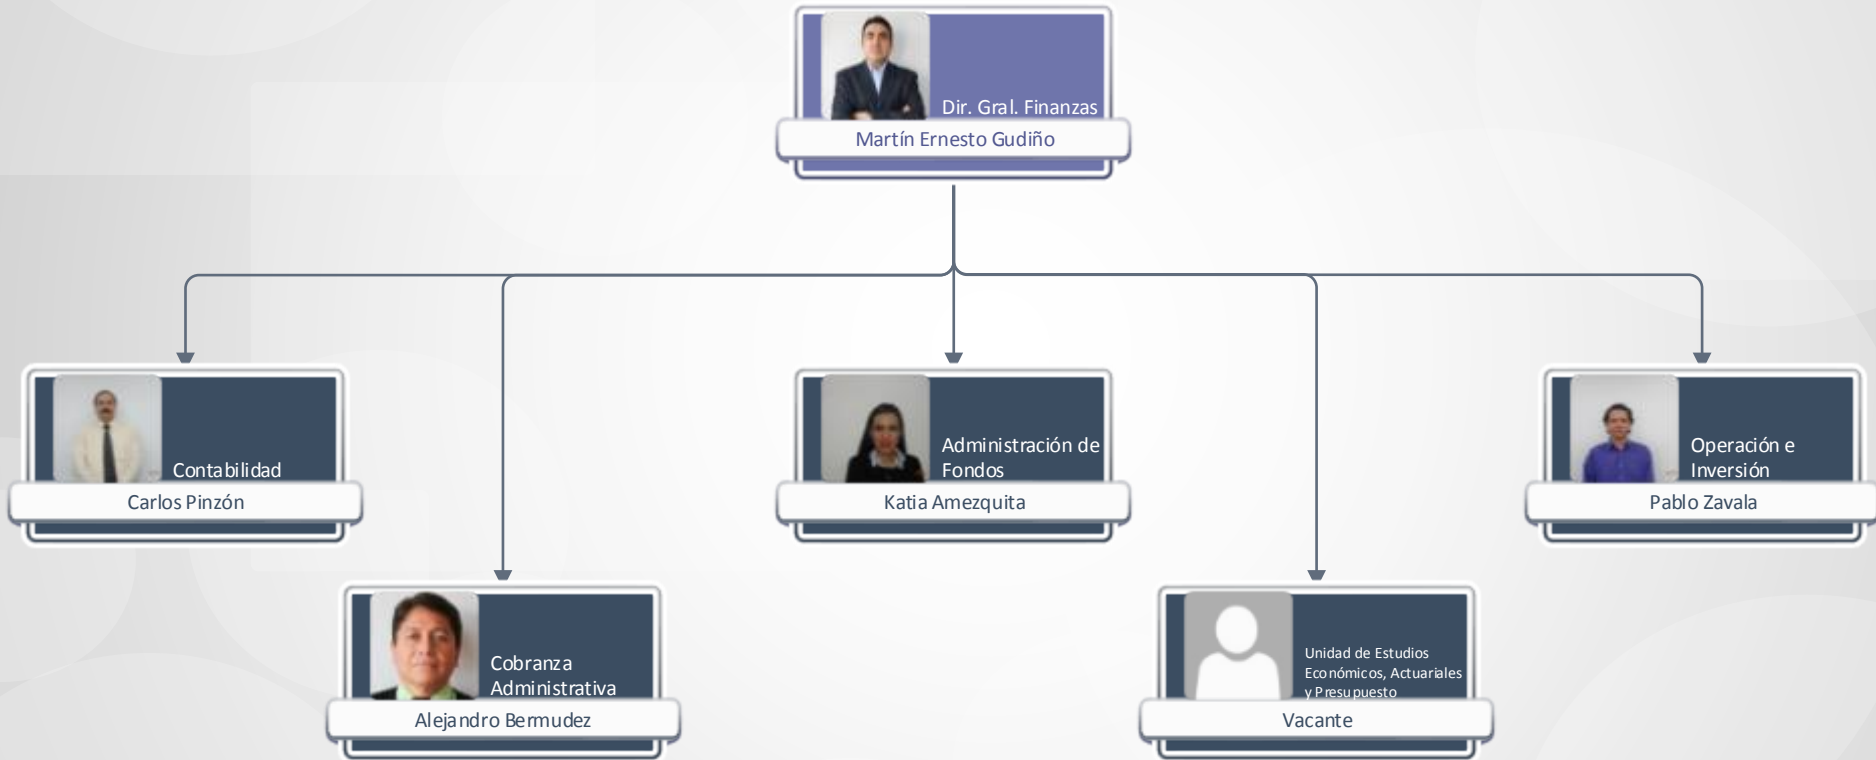 Dir. Gral. Finanzas
Martín Ernesto Gudiño
Contabilidad
Carlos Pinzón
Administración de
Fondos
Katia Amezquita
Operación e
Inversión
Pablo Zavala
Cobranza
Administrativa
Alejandro Bermudez
Unidad de Estudios
Económicos, Actuariales
y Presupuesto
Vacante